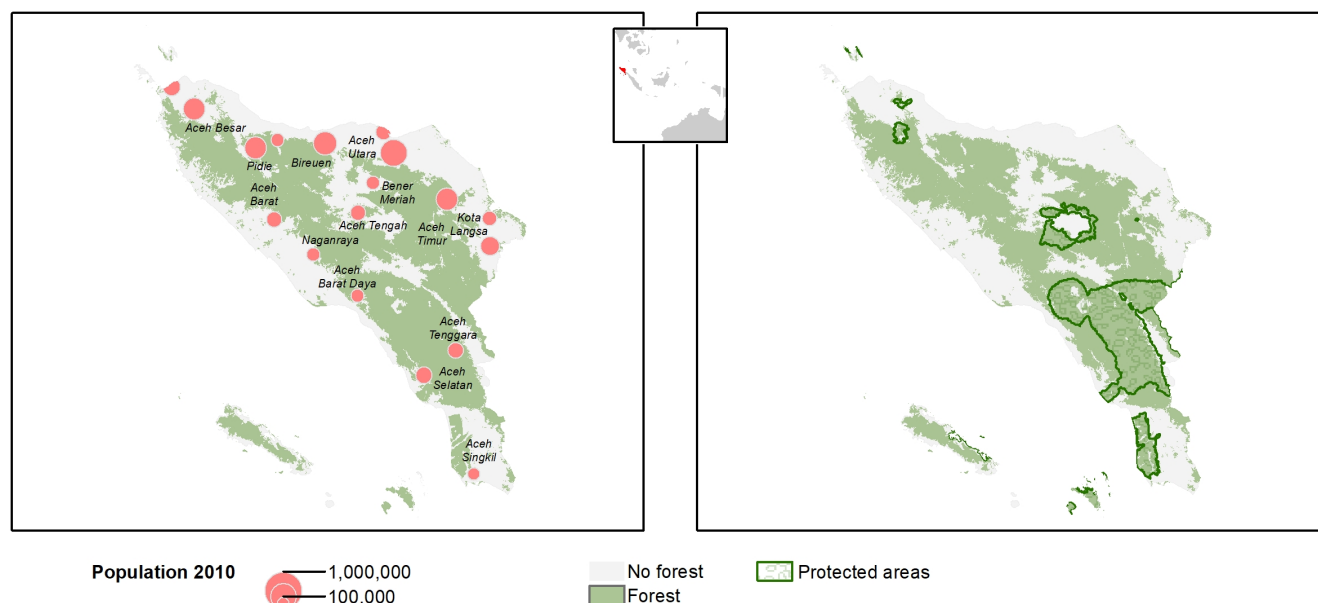 Aceh Besar
Pidie
Bireuen
Aceh
Utara
Aceh
Barat
Bener
Meriah
Aceh Tengah
Kota
Langsa
Aceh
Timur
Naganraya
Aceh
Barat Daya
Aceh
Tenggara
Aceh
Selatan
Aceh
Singkil
Population 2010
1,000,000
100,000
No forest
Forest
Protected areas